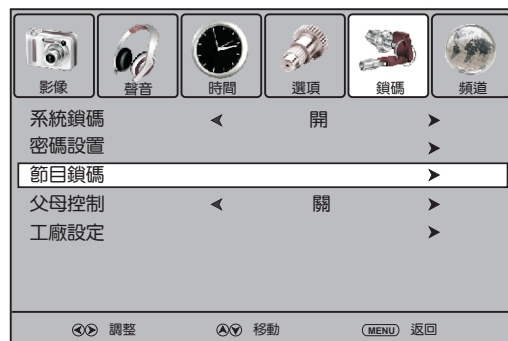 影像 聲音 時間 選項 鎖碼 頻道
系統鎖碼 開
密碼設置
節目鎖碼
父母控制 關
工廠設定
調整 移動 MENU 返回